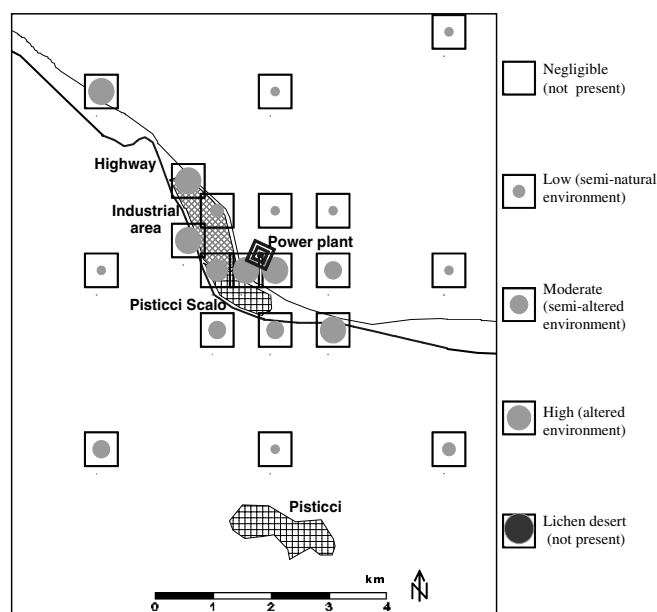 Highway
Industrial
area
Power plant
Pisticci Scalo
Pisticci
km
0 1 2 3 4
N
Negligible
(not present)
Low (semi-natural
environment)
Moderate
(semi-altered
environment)
High (altered
environment)
Lichen desert
(not present)